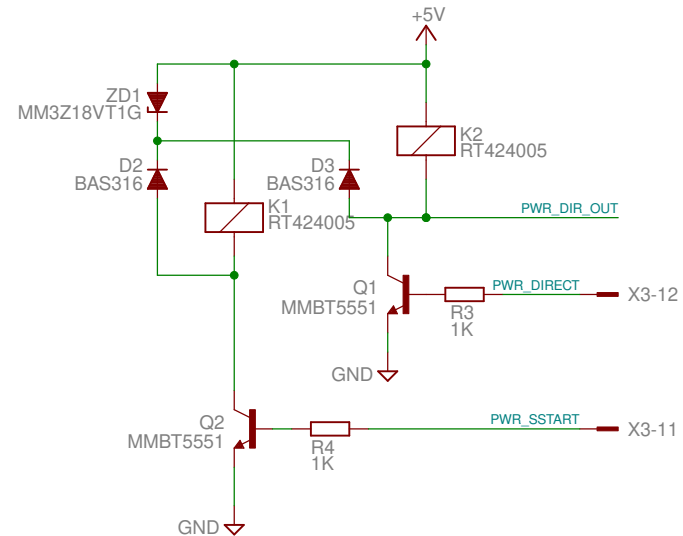 +5V
ZD1
MM3Z18VT1G
K2
RT424005
D2
BAS316
D3
BAS316
K1
RT424005
PWR_DIR_OUT
Q1
MMBT5551
PWR_DIRECT
X3-12
R3
1K
GND
Q2
MMBT5551
PWR_SSTART
X3-11
R4
1K
GND